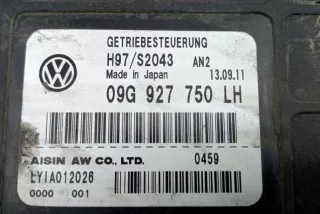 GETRIEBESTEUERUNG
H97/S2043 AN2
Made in Japan 13.09.11
09G 927 750 LH
AISIN AW CO., LTD. 0459
LYIA012026
0000 001